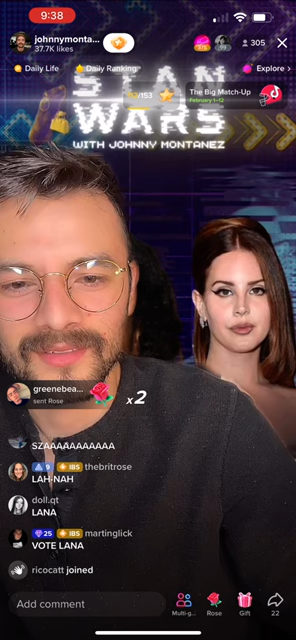 9:38
johnnymonta...
37.7K likes
305
Daily Life
Daily Ranking
Explore >
STAN
/153
The Big Match-Up
February 1-12
WARS
WITH JOHNNY MONTANEZ
greenebea...
sent Rose
x2
SZAAAAAAAAAAA
9 IBS thebritrose
LAH-NAH
doll.qt
LANA
25 IBS martinglick
VOTE LANA
ricocatt joined
Add comment
Multi-g...
Rose
Gift
22